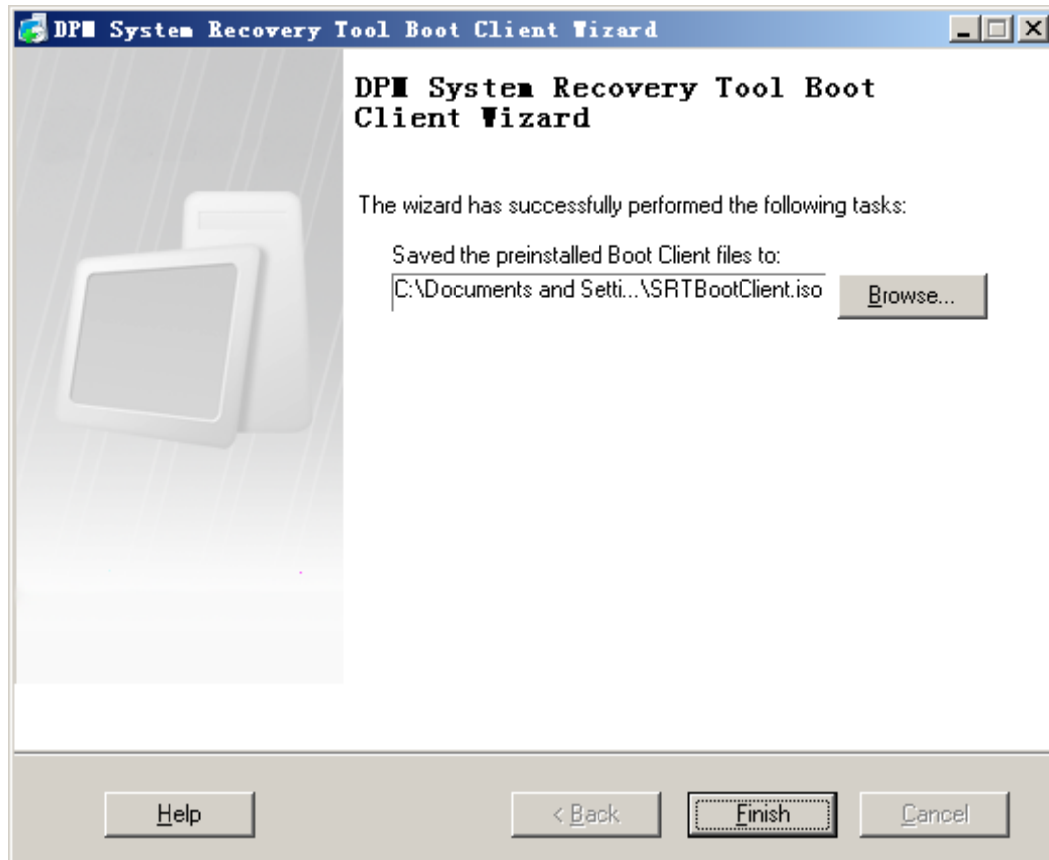 DPM System Recovery Tool Boot Client Wizard
DPM System Recovery Tool Boot
Client Wizard
The wizard has successfully performed the following tasks:
Saved the preinstalled Boot Client files to:
C:\Documents and Setti...\SRTBootClient.iso
Browse...
Help
< Back
Finish
Cancel